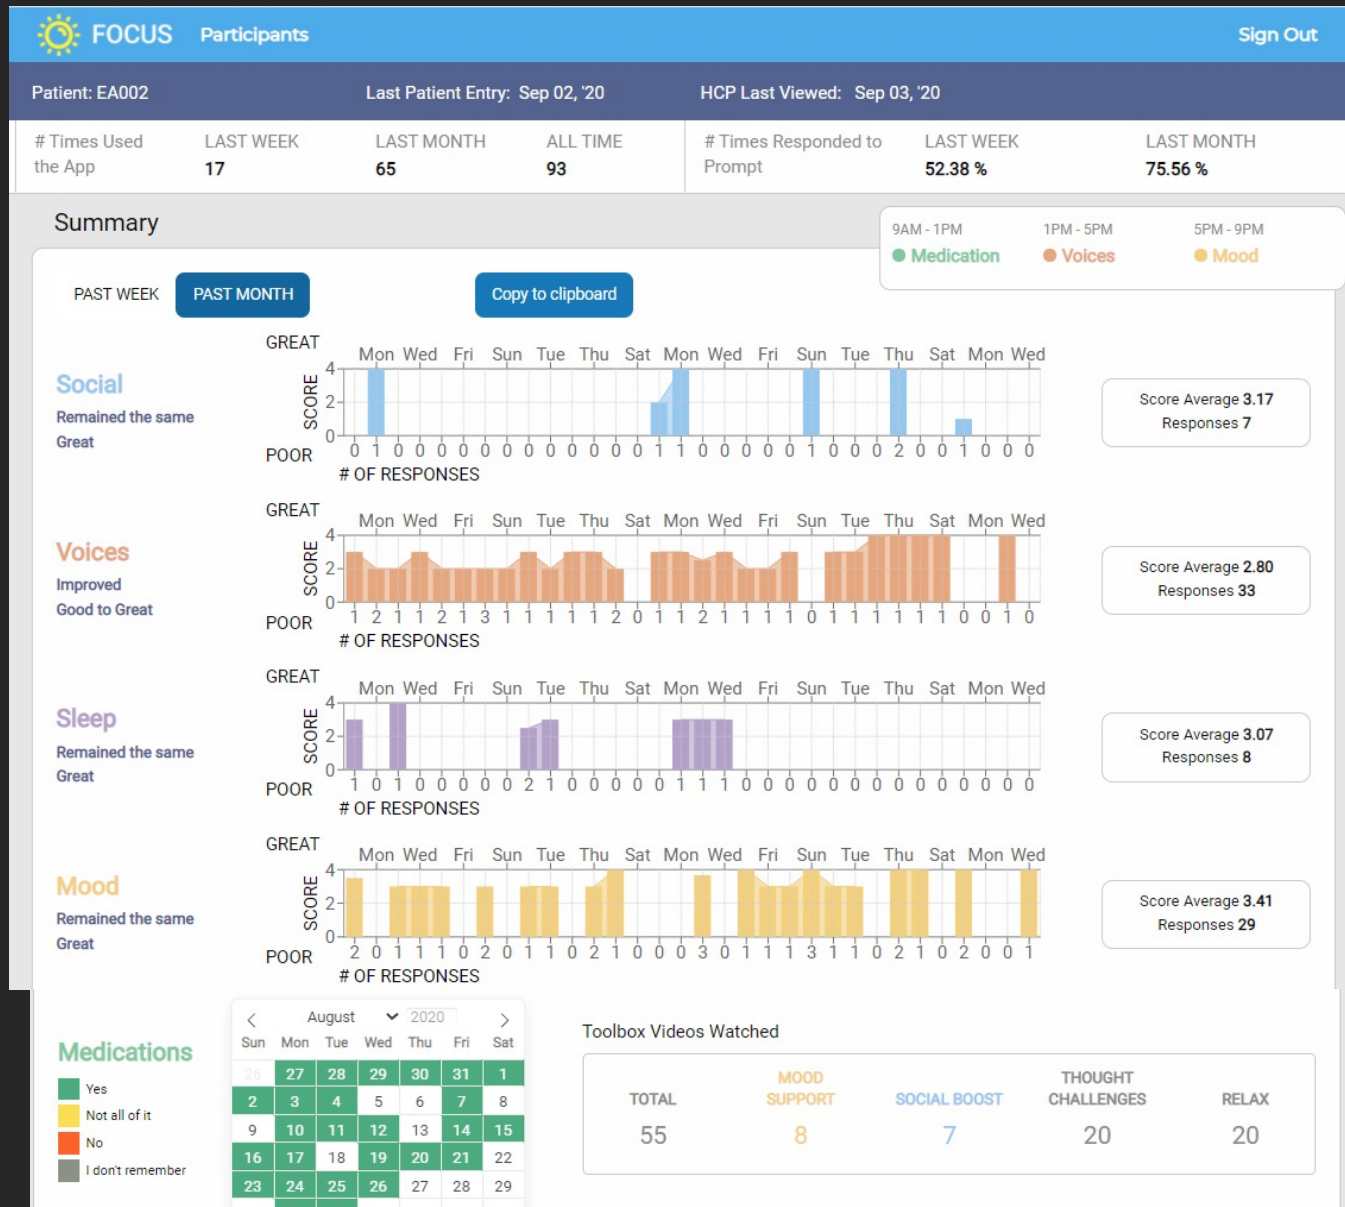 FOCUS Participants Sign Out
Patient: EA002 Last Patient Entry: Sep 02, '20 HCP Last Viewed: Sep 03, '20
# Times Used the App LAST WEEK 17 LAST MONTH 65 ALL TIME 93
# Times Responded to Prompt LAST WEEK 52.38 % LAST MONTH 75.56 %
Summary
9AM - 1PM 1PM - 5PM 5PM - 9PM
Medication Voices Mood
PAST WEEK PAST MONTH Copy to clipboard
GREAT
Mon Wed Fri Sun Tue Thu Sat Mon Wed Fri Sun Tue Thu Sat Mon Wed
Social
Remained the same
Great
SCORE
4
2
0
POOR
0 1 0 0 0 0 0 0 0 0 0 0 0 0 1 1 0 0 0 0 0 1 0 0 0 2 0 0 1 0 0 0
# OF RESPONSES
Score Average 3.17
Responses 7
GREAT
Mon Wed Fri Sun Tue Thu Sat Mon Wed Fri Sun Tue Thu Sat Mon Wed
Voices
Improved
Good to Great
SCORE
4
2
0
POOR
1 2 1 1 2 1 3 1 1 1 1 1 2 0 1 1 2 1 1 1 1 0 1 1 1 1 1 1 0 0 1 0
# OF RESPONSES
Score Average 2.80
Responses 33
GREAT
Mon Wed Fri Sun Tue Thu Sat Mon Wed Fri Sun Tue Thu Sat Mon Wed
Sleep
Remained the same
Great
SCORE
4
2
0
POOR
1 0 1 0 0 0 0 0 2 1 0 0 0 0 0 1 1 1 0 0 0 0 0 0 0 0 0 0 0 0 0 0
# OF RESPONSES
Score Average 3.07
Responses 8
GREAT
Mon Wed Fri Sun Tue Thu Sat Mon Wed Fri Sun Tue Thu Sat Mon Wed
Mood
Remained the same
Great
SCORE
4
2
0
POOR
2 0 1 1 1 0 2 0 1 1 0 2 1 0 0 0 3 0 1 1 1 3 1 1 0 2 1 0 2 0 0 1
# OF RESPONSES
Score Average 3.41
Responses 29
Medications
Yes
Not all of it
No
I don't remember
August 2020
Sun Mon Tue Wed Thu Fri Sat
26 27 28 29 30 31 1
2 3 4 5 6 7 8
9 10 11 12 13 14 15
16 17 18 19 20 21 22
23 24 25 26 27 28 29
Toolbox Videos Watched
TOTAL MOOD SUPPORT SOCIAL BOOST THOUGHT CHALLENGES RELAX
55 8 7 20 20